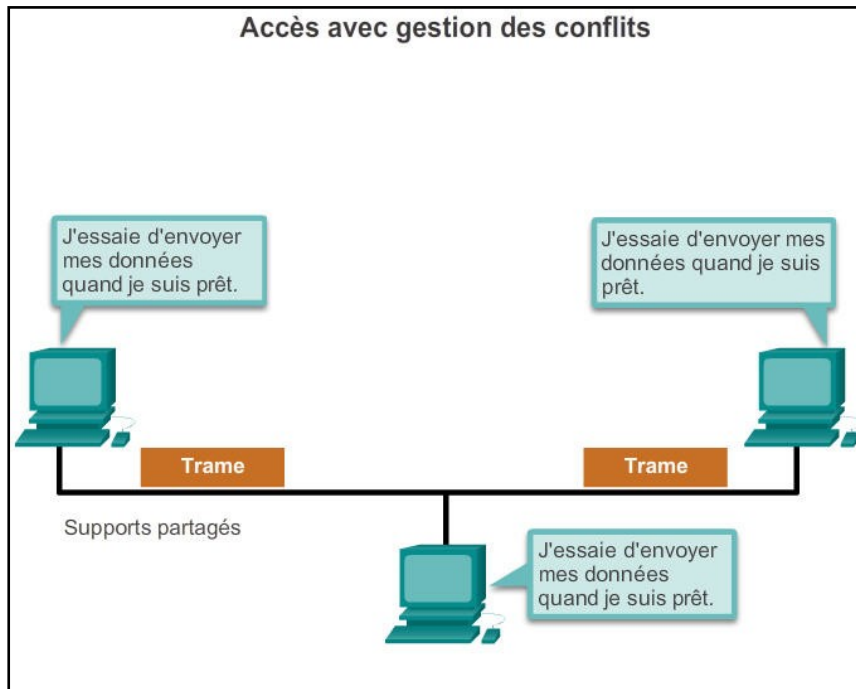 Accès avec gestion des conflits
J'essaie d'envoyer
mes données
quand je suis prêt.
J'essaie d'envoyer mes
données quand je suis
prêt.
Trame
Trame
Supports partagés
J'essaie d'envoyer
mes données
quand je suis prêt.